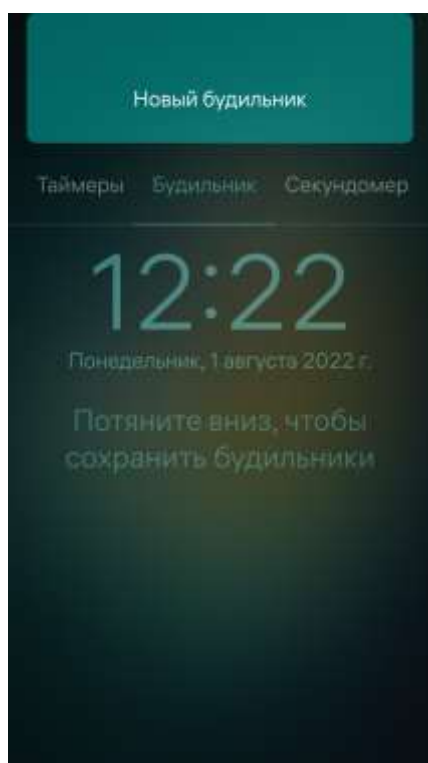 Новый будильник
Таймеры Будильник Секундомер
12:22
Понедельник, 1 августа 2022 г.
Потяните вниз, чтобы
сохранить будильники